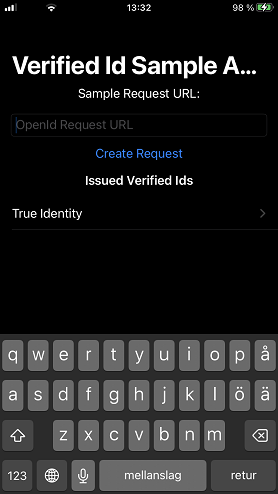 13:32
98 %
Verified Id Sample A...
Sample Request URL:
OpenId Request URL
Create Request
Issued Verified Ids
True Identity
q w e r t y u i o p å
a s d f g h j k l ö ä
z x c v b n m
123 mellanslag retur